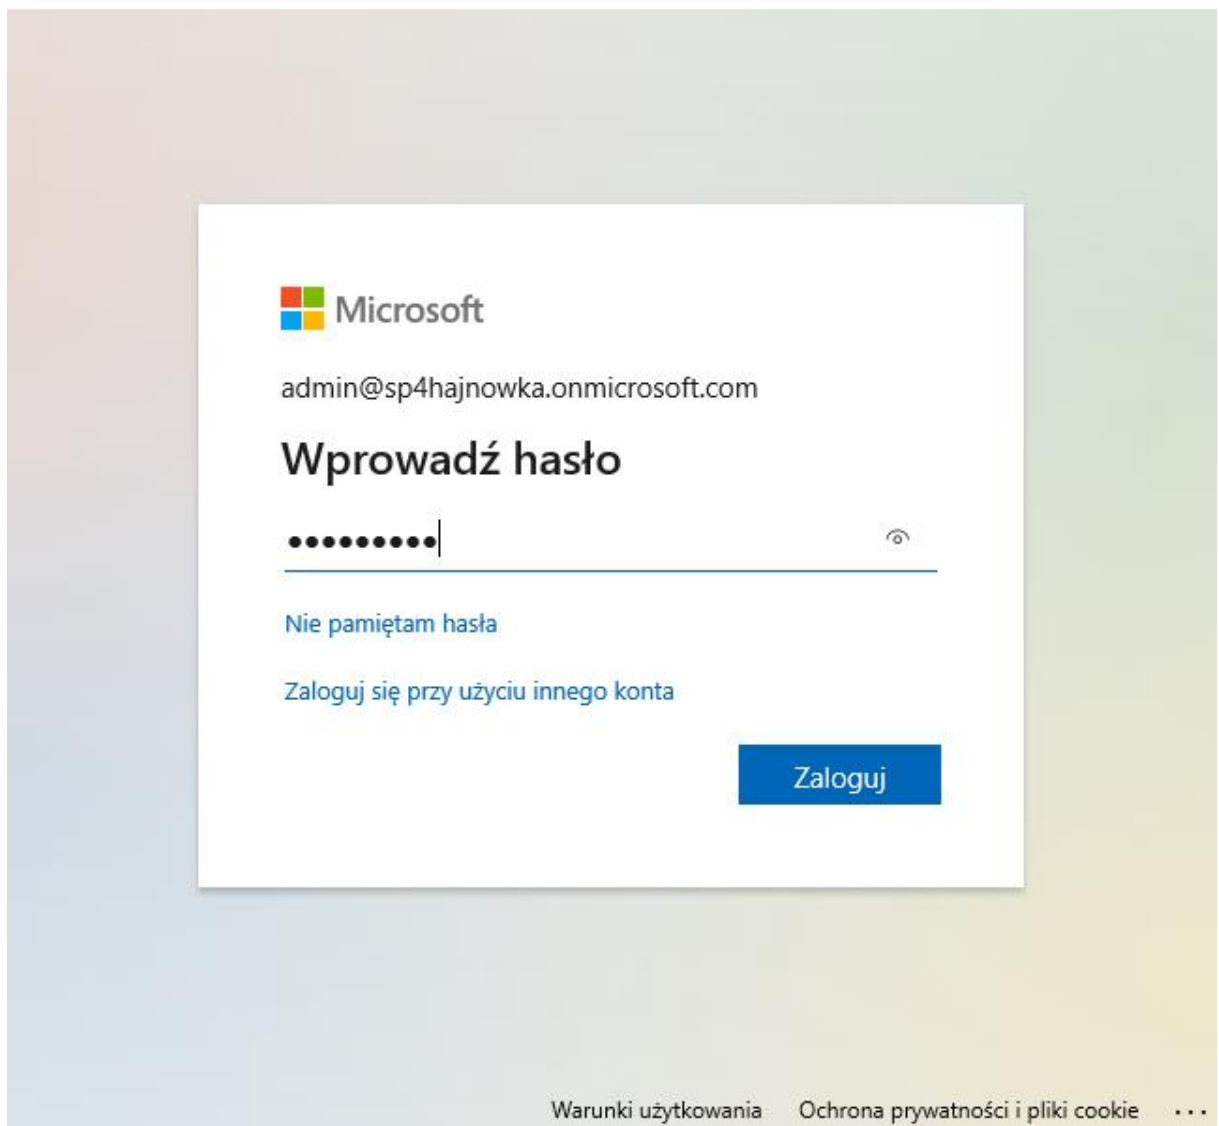 Microsoft
admin@sp4hajnowka.onmicrosoft.com
Wprowadź hasło
•••••••••
Nie pamiętam hasła
Zaloguj się przy użyciu innego konta
Zaloguj
Warunki użytkowania Ochrona prywatności i pliki cookie ...